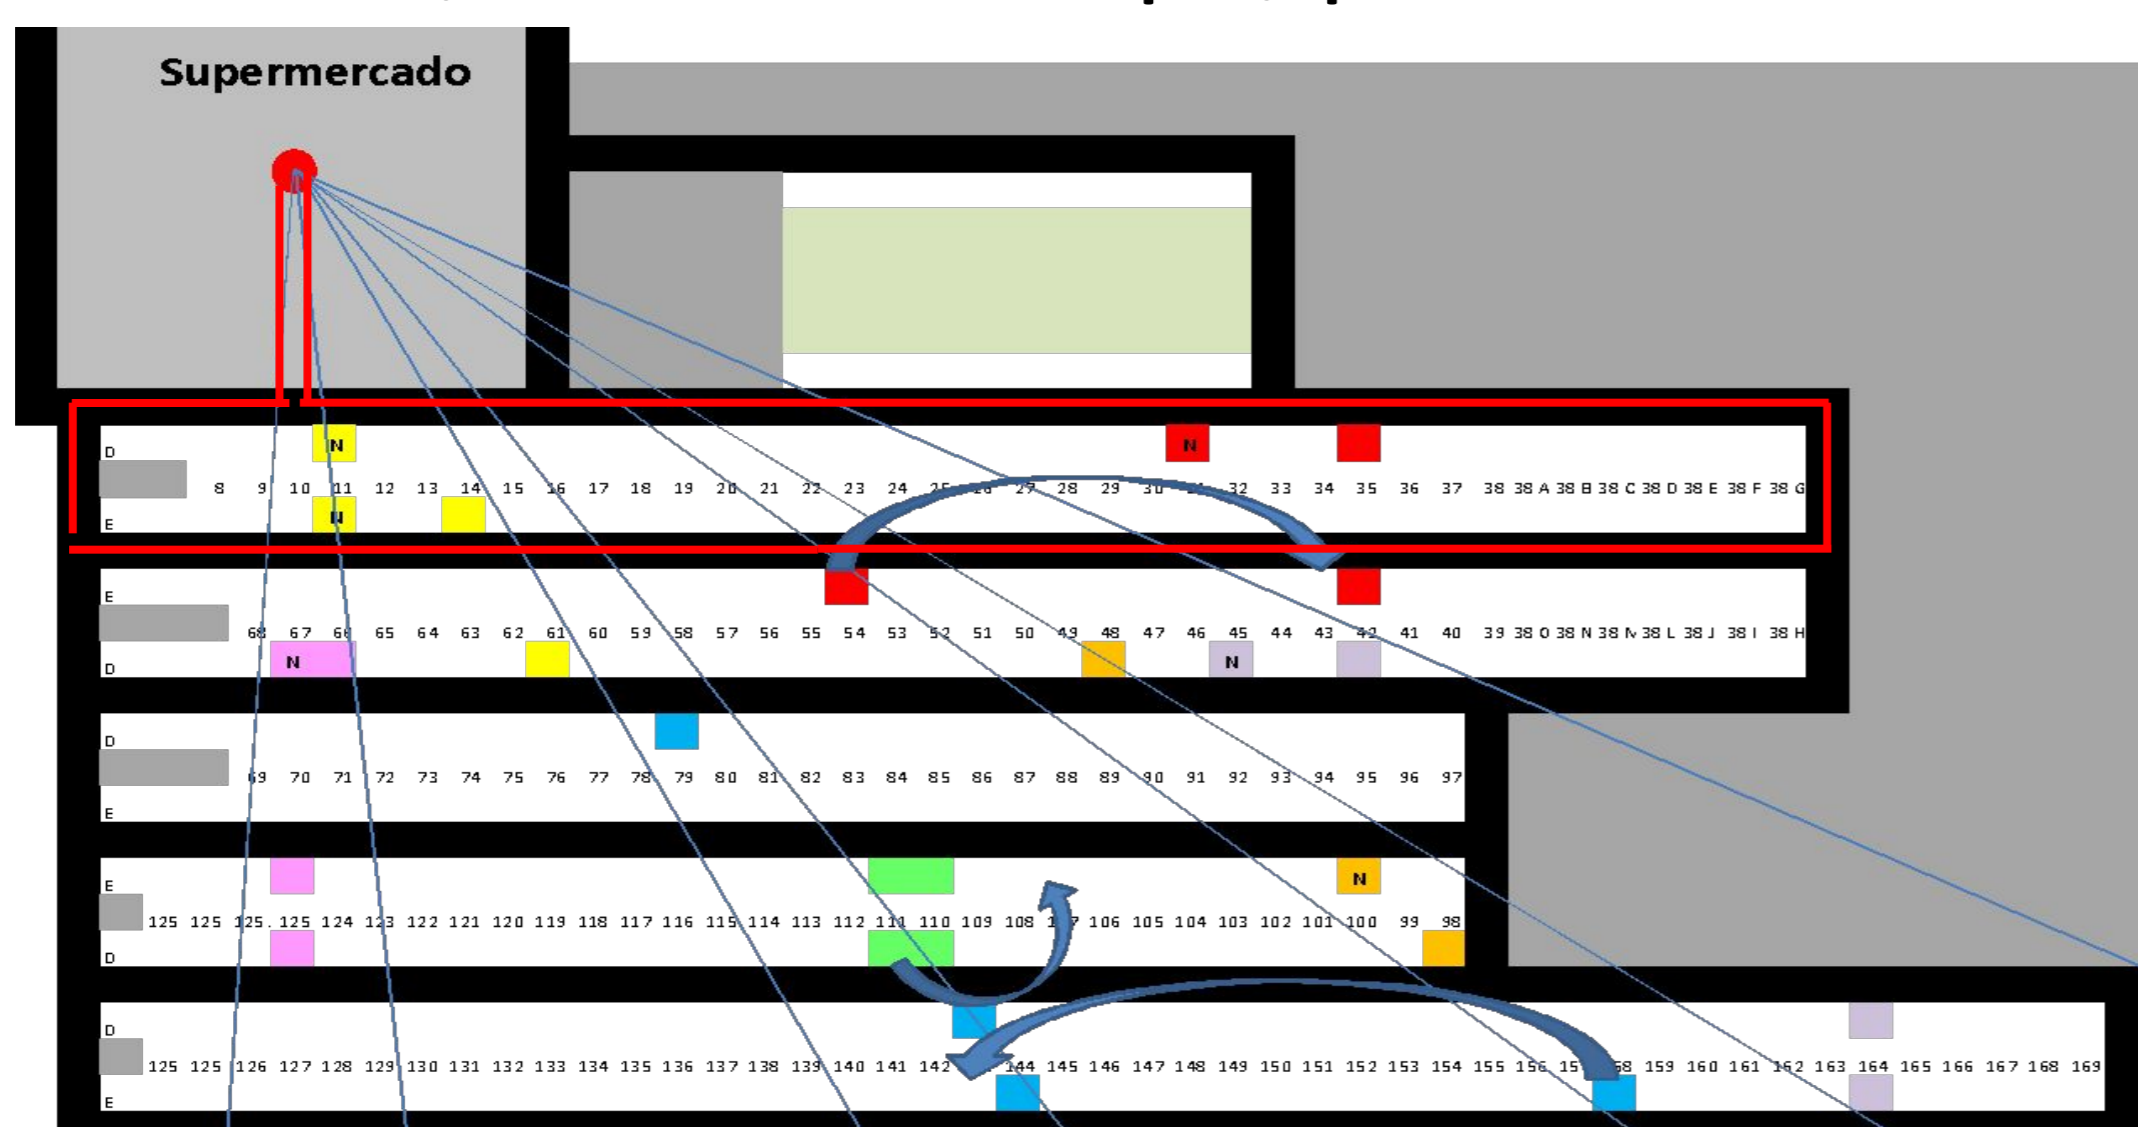 Supermercado
D N N
8 9 10 11 12 13 14 15 16 17 18 19 20 21 22 23 24 25 26 27 28 29 30 31 32 33 34 35 36 37 38 38 A 38 B 38 C 38 D 38 E 38 F 38 G
E N
E
68 67 66 65 64 63 62 61 60 59 58 57 56 55 54 53 52 51 50 49 48 47 46 45 44 43 42 41 40 39 38 O 38 N 38 38 L 38 J 38 I 38 H
D N N
D
69 70 71 72 73 74 75 76 77 78 79 80 81 82 83 84 85 86 87 88 89 90 91 92 93 94 95 96 97
E
E N
125 125 125. 125 124 123 122 121 120 119 118 117 116 115 114 113 112 111 110 109 108 106 105 104 103 102 101 100 99 98
D
D
125 125 126 127 128 129 130 131 132 133 134 135 136 137 138 139 140 141 142 144 145 146 147 148 149 150 151 152 153 154 155 156 159 160 161 162 163 164 165 166 167 168 169
E